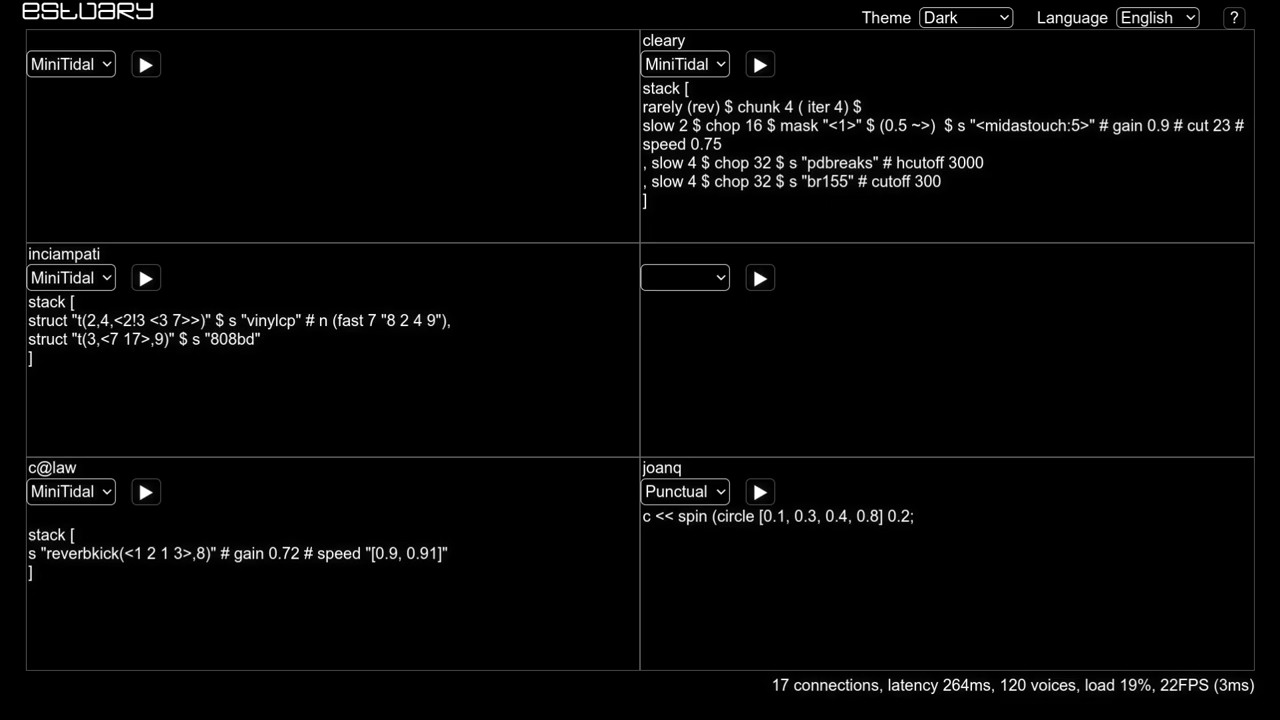 estuary
Theme Dark Language English ?
MiniTidal
cleary
MiniTidal
stack [
rarely (rev) $ chunk 4 ( iter 4) $
slow 2 $ chop 16 $ mask "<1>" $ (0.5 ~>)  $ s "<midastouch:5>" # gain 0.9 # cut 23 #
speed 0.75
, slow 4 $ chop 32 $ s "pdbreaks" # hcutoff 3000
, slow 4 $ chop 32 $ s "br155" # cutoff 300
]
inciampati
MiniTidal
stack [
struct "t(2,4,<2!3 <3 7>>)" $ s "vinylcp" # n (fast 7 "8 2 4 9"),
struct "t(3,<7 17>,9)" $ s "808bd"
]
c@law
MiniTidal
stack [
s "reverbkick(<1 2 1 3>,8)" # gain 0.72 # speed "[0.9, 0.91]"
]
joanq
Punctual
c << spin (circle [0.1, 0.3, 0.4, 0.8] 0.2;
17 connections, latency 264ms, 120 voices, load 19%, 22FPS (3ms)